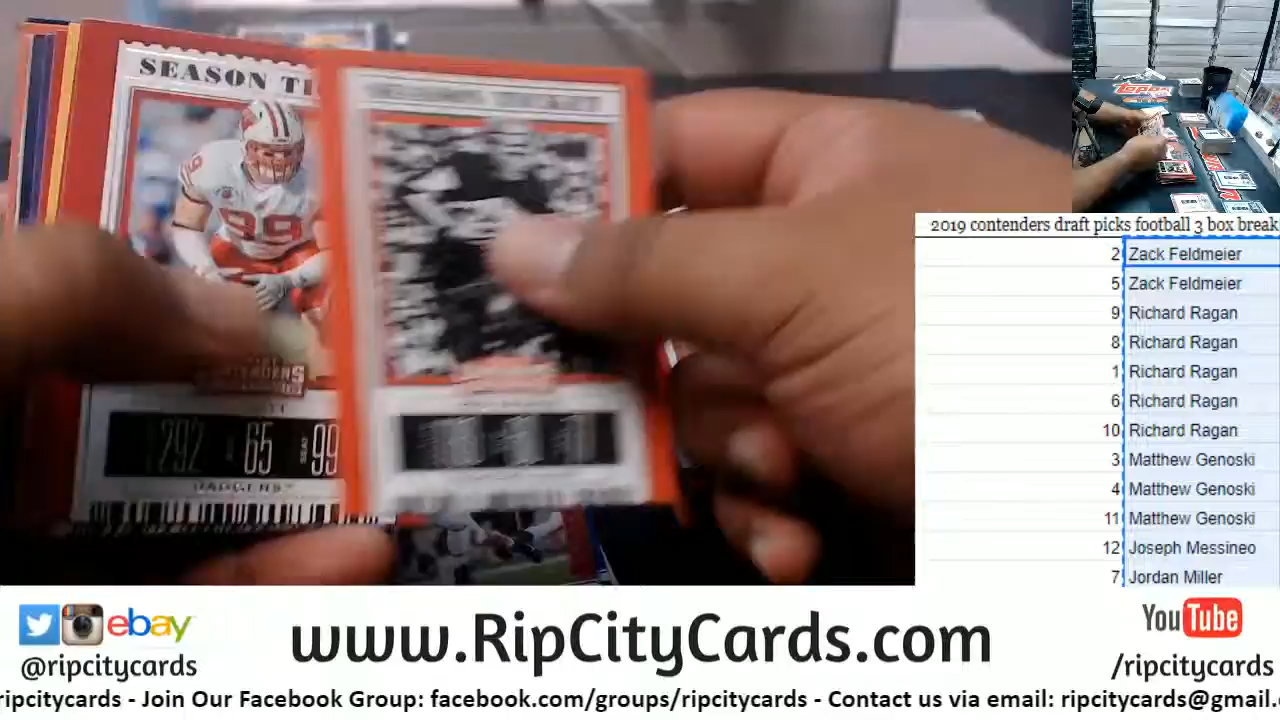 SEASON TI
99
CONTENDERS
292 65 SEAT 99
BADGERS
Topps
2019 contenders draft picks football 3 box break
2 Zack Feldmeier
5 Zack Feldmeier
9 Richard Ragan
8 Richard Ragan
1 Richard Ragan
6 Richard Ragan
10 Richard Ragan
3 Matthew Genoski
4 Matthew Genoski
11 Matthew Genoski
12 Joseph Messineo
7 Jordan Miller
ebay
@ripcitycards
www.RipCityCards.com
YouTube
/ripcitycards
ripcitycards - Join Our Facebook Group: facebook.com/groups/ripcitycards - Contact us via email: ripcitycards@gmail.